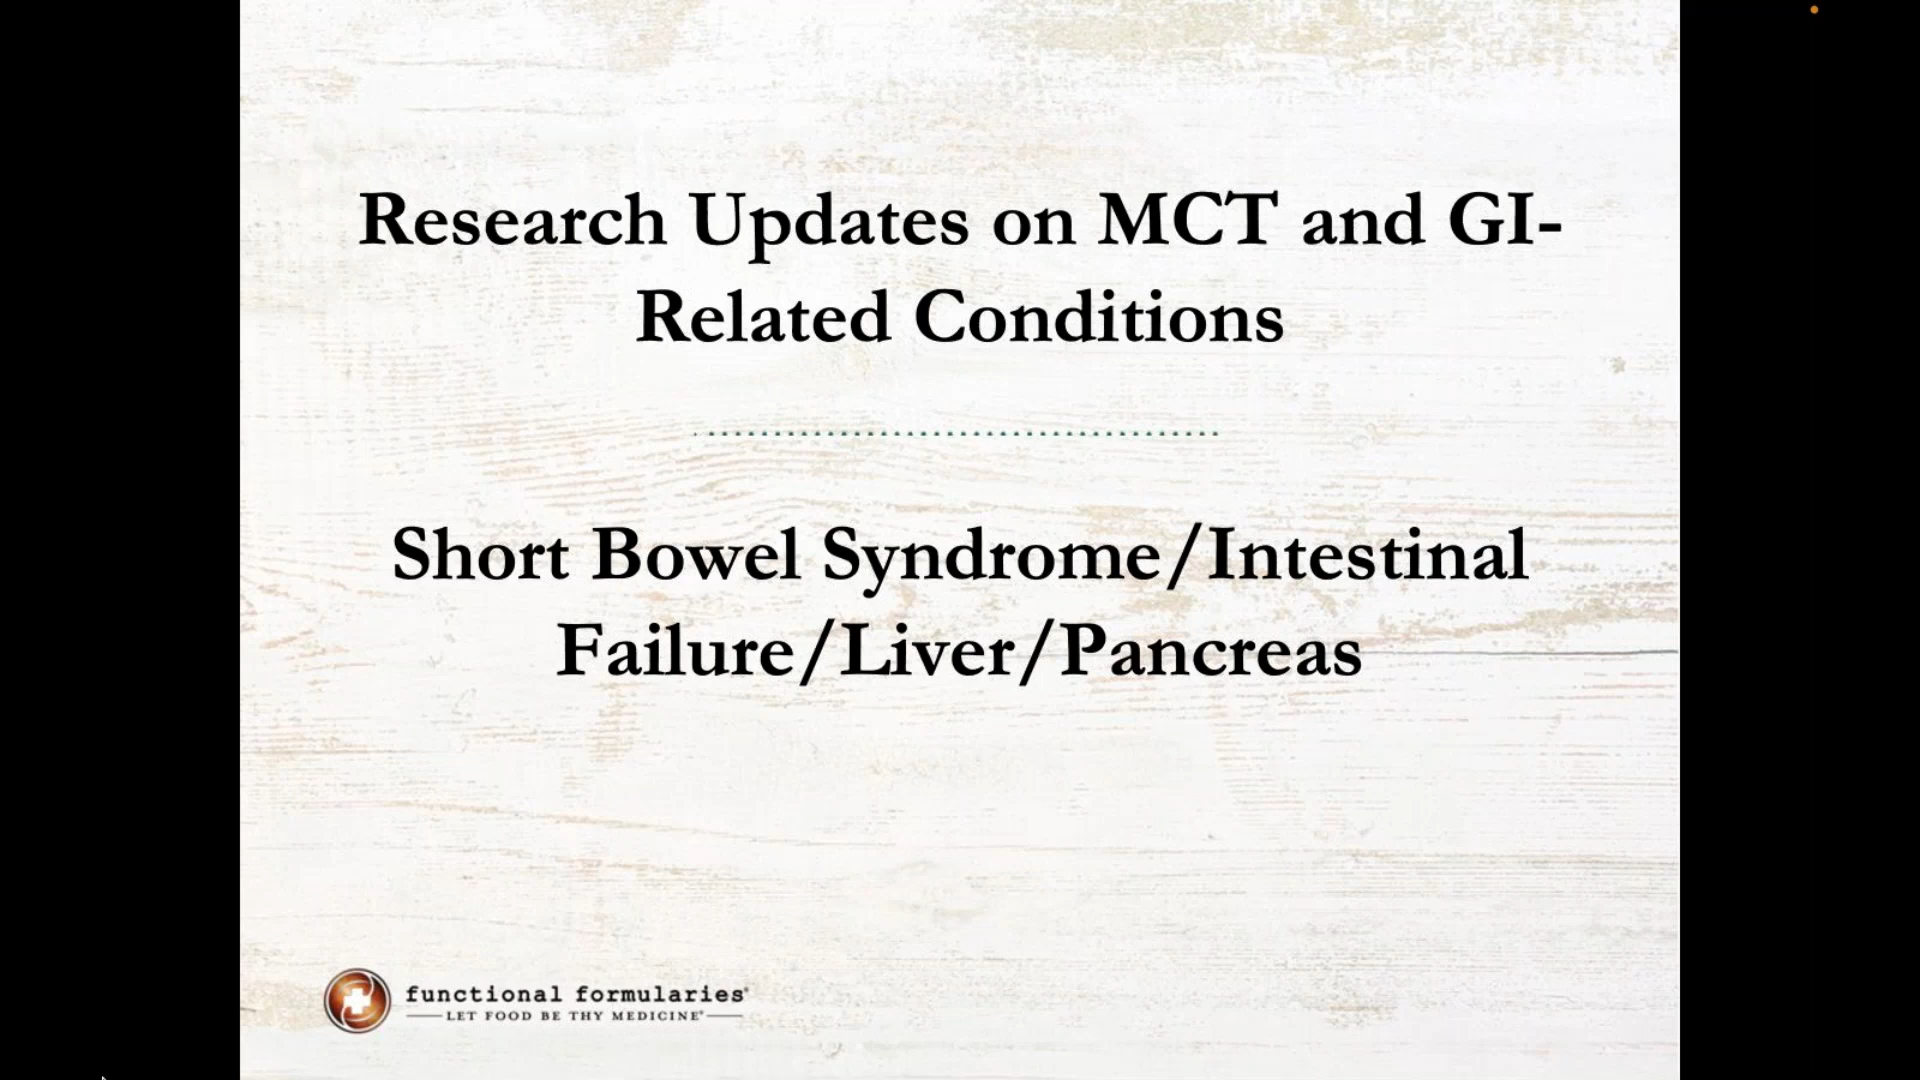 Research Updates on MCT and GI-
Related Conditions
Short Bowel Syndrome/Intestinal
Failure/Liver/Pancreas
functional formularies®
LET FOOD BE THY MEDICINE®